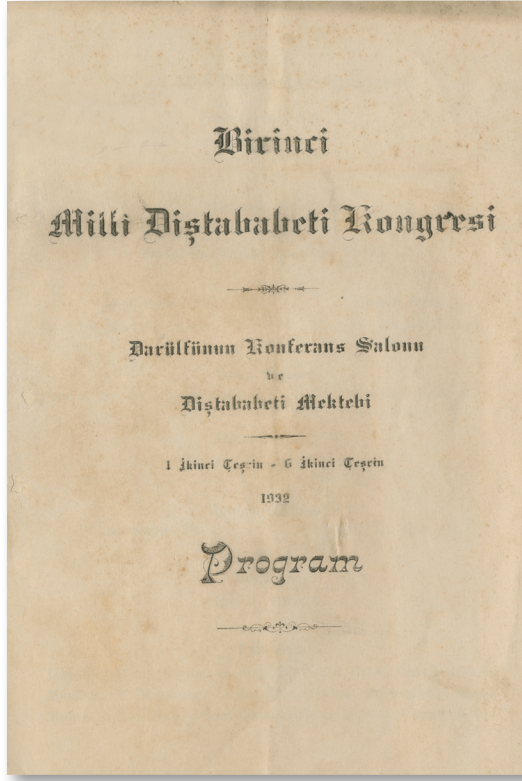 Birinci
Milli Diştababeti Kongresi
Darülfünun Konferans Salonu
ve
Diştababeti Mektebi
1 İkinci Teşrin - 6 İkinci Teşrin
1932
Program